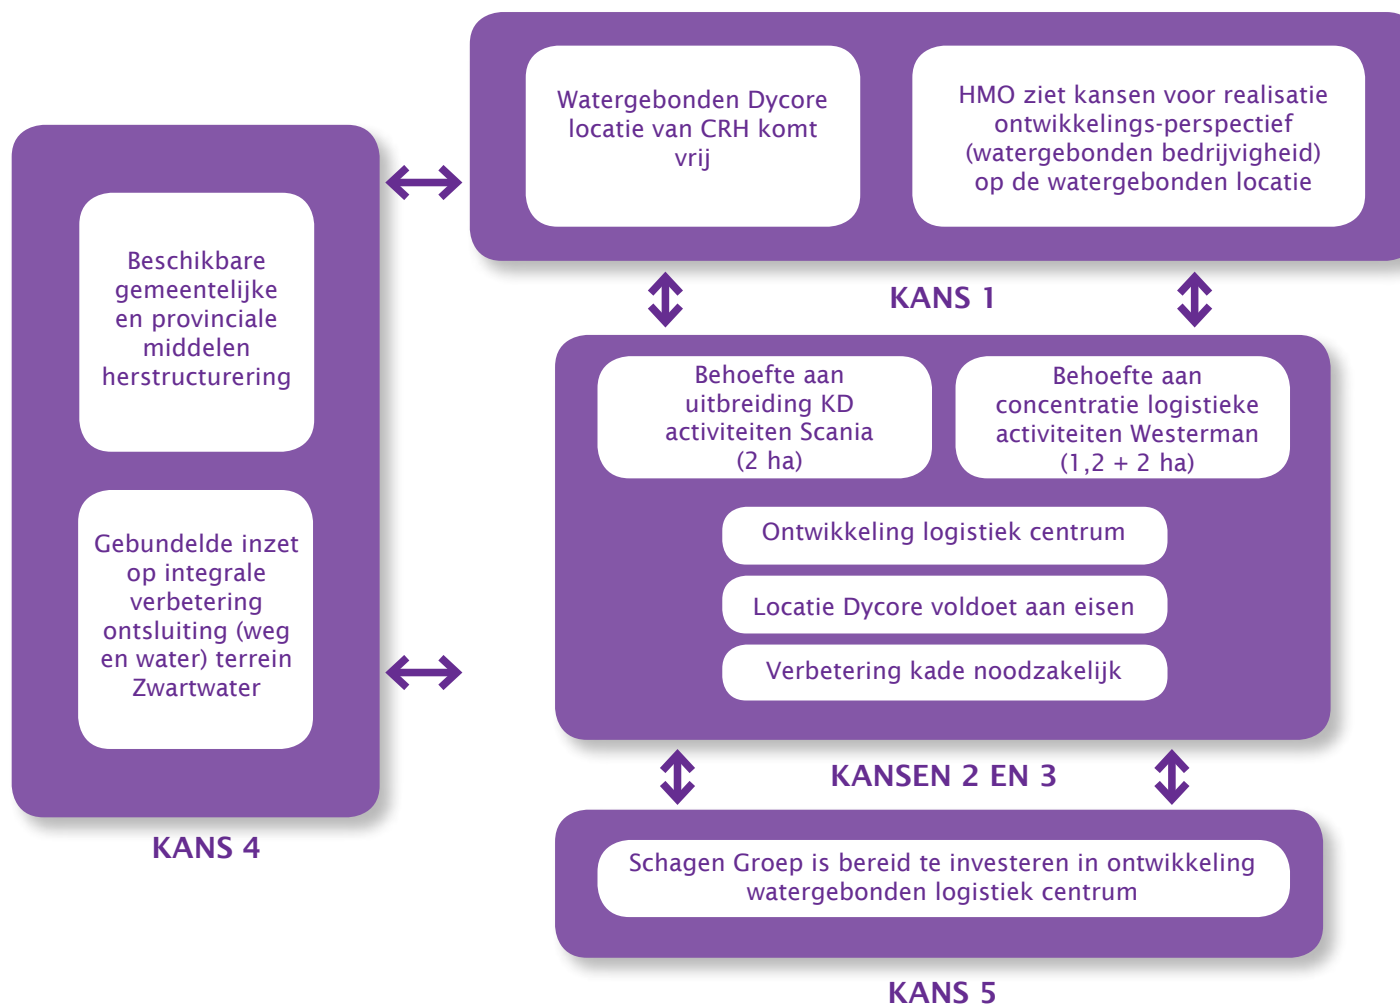 Watergebonden Dycore
locatie van CRH komt
vrij
HMO ziet kansen voor realisatie
ontwikkelings-perspectief
(watergebonden bedrijvigheid)
op de watergebonden locatie
KANS 1
Beschikbare
gemeentelijke
en provinciale
middelen
herstructurering
Gebundelde inzet
op integrale
verbetering
ontsluiting (weg
en water) terrein
Zwartwater
KANS 4
Behoefte aan
uitbreiding KD
activiteiten Scania
(2 ha)
Behoefte aan
concentratie logistieke
activiteiten Westerman
(1,2 + 2 ha)
Ontwikkeling logistiek centrum
Locatie Dycore voldoet aan eisen
Verbetering kade noodzakelijk
KANSEN 2 EN 3
Schagen Groep is bereid te investeren in ontwikkeling
watergebonden logistiek centrum
KANS 5